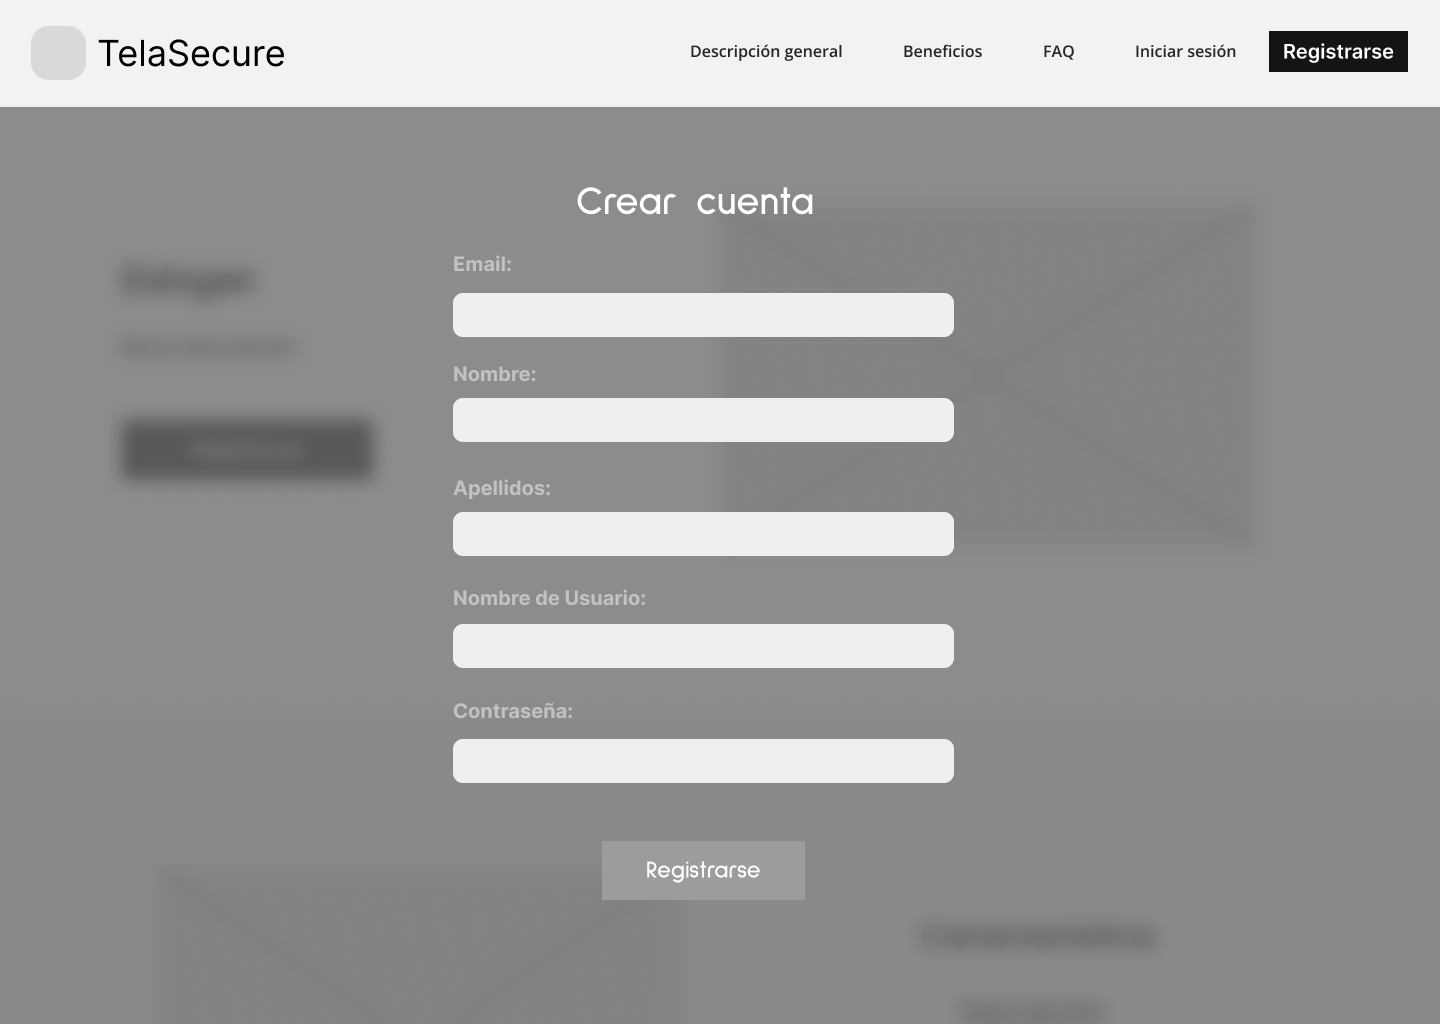 TelaSecure
Descripción general
Beneficios
FAQ
Iniciar sesión
Registrarse
Crear cuenta
Email:
Nombre:
Apellidos:
Nombre de Usuario:
Contraseña:
Registrarse